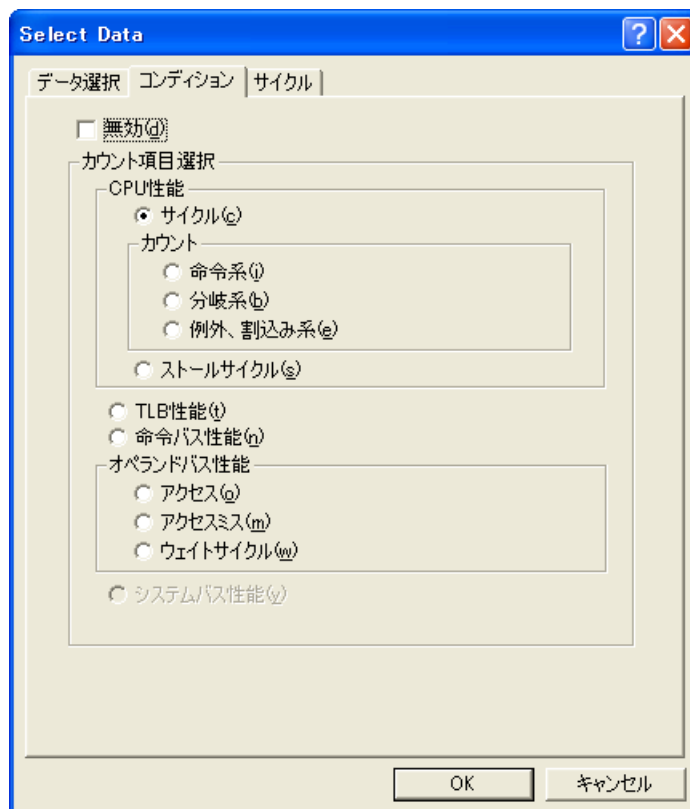 Select Data
データ選択 コンディション サイクル
無効(d)
カウント項目選択
CPU性能
サイクル(c)
カウント
命令系(i)
分岐系(b)
例外、割込み系(e)
ストールサイクル(s)
TLB性能(t)
命令バス性能(n)
オペランドバス性能
アクセス(o)
アクセスミス(m)
ウェイトサイクル(w)
システムバス性能(y)
OK キャンセル